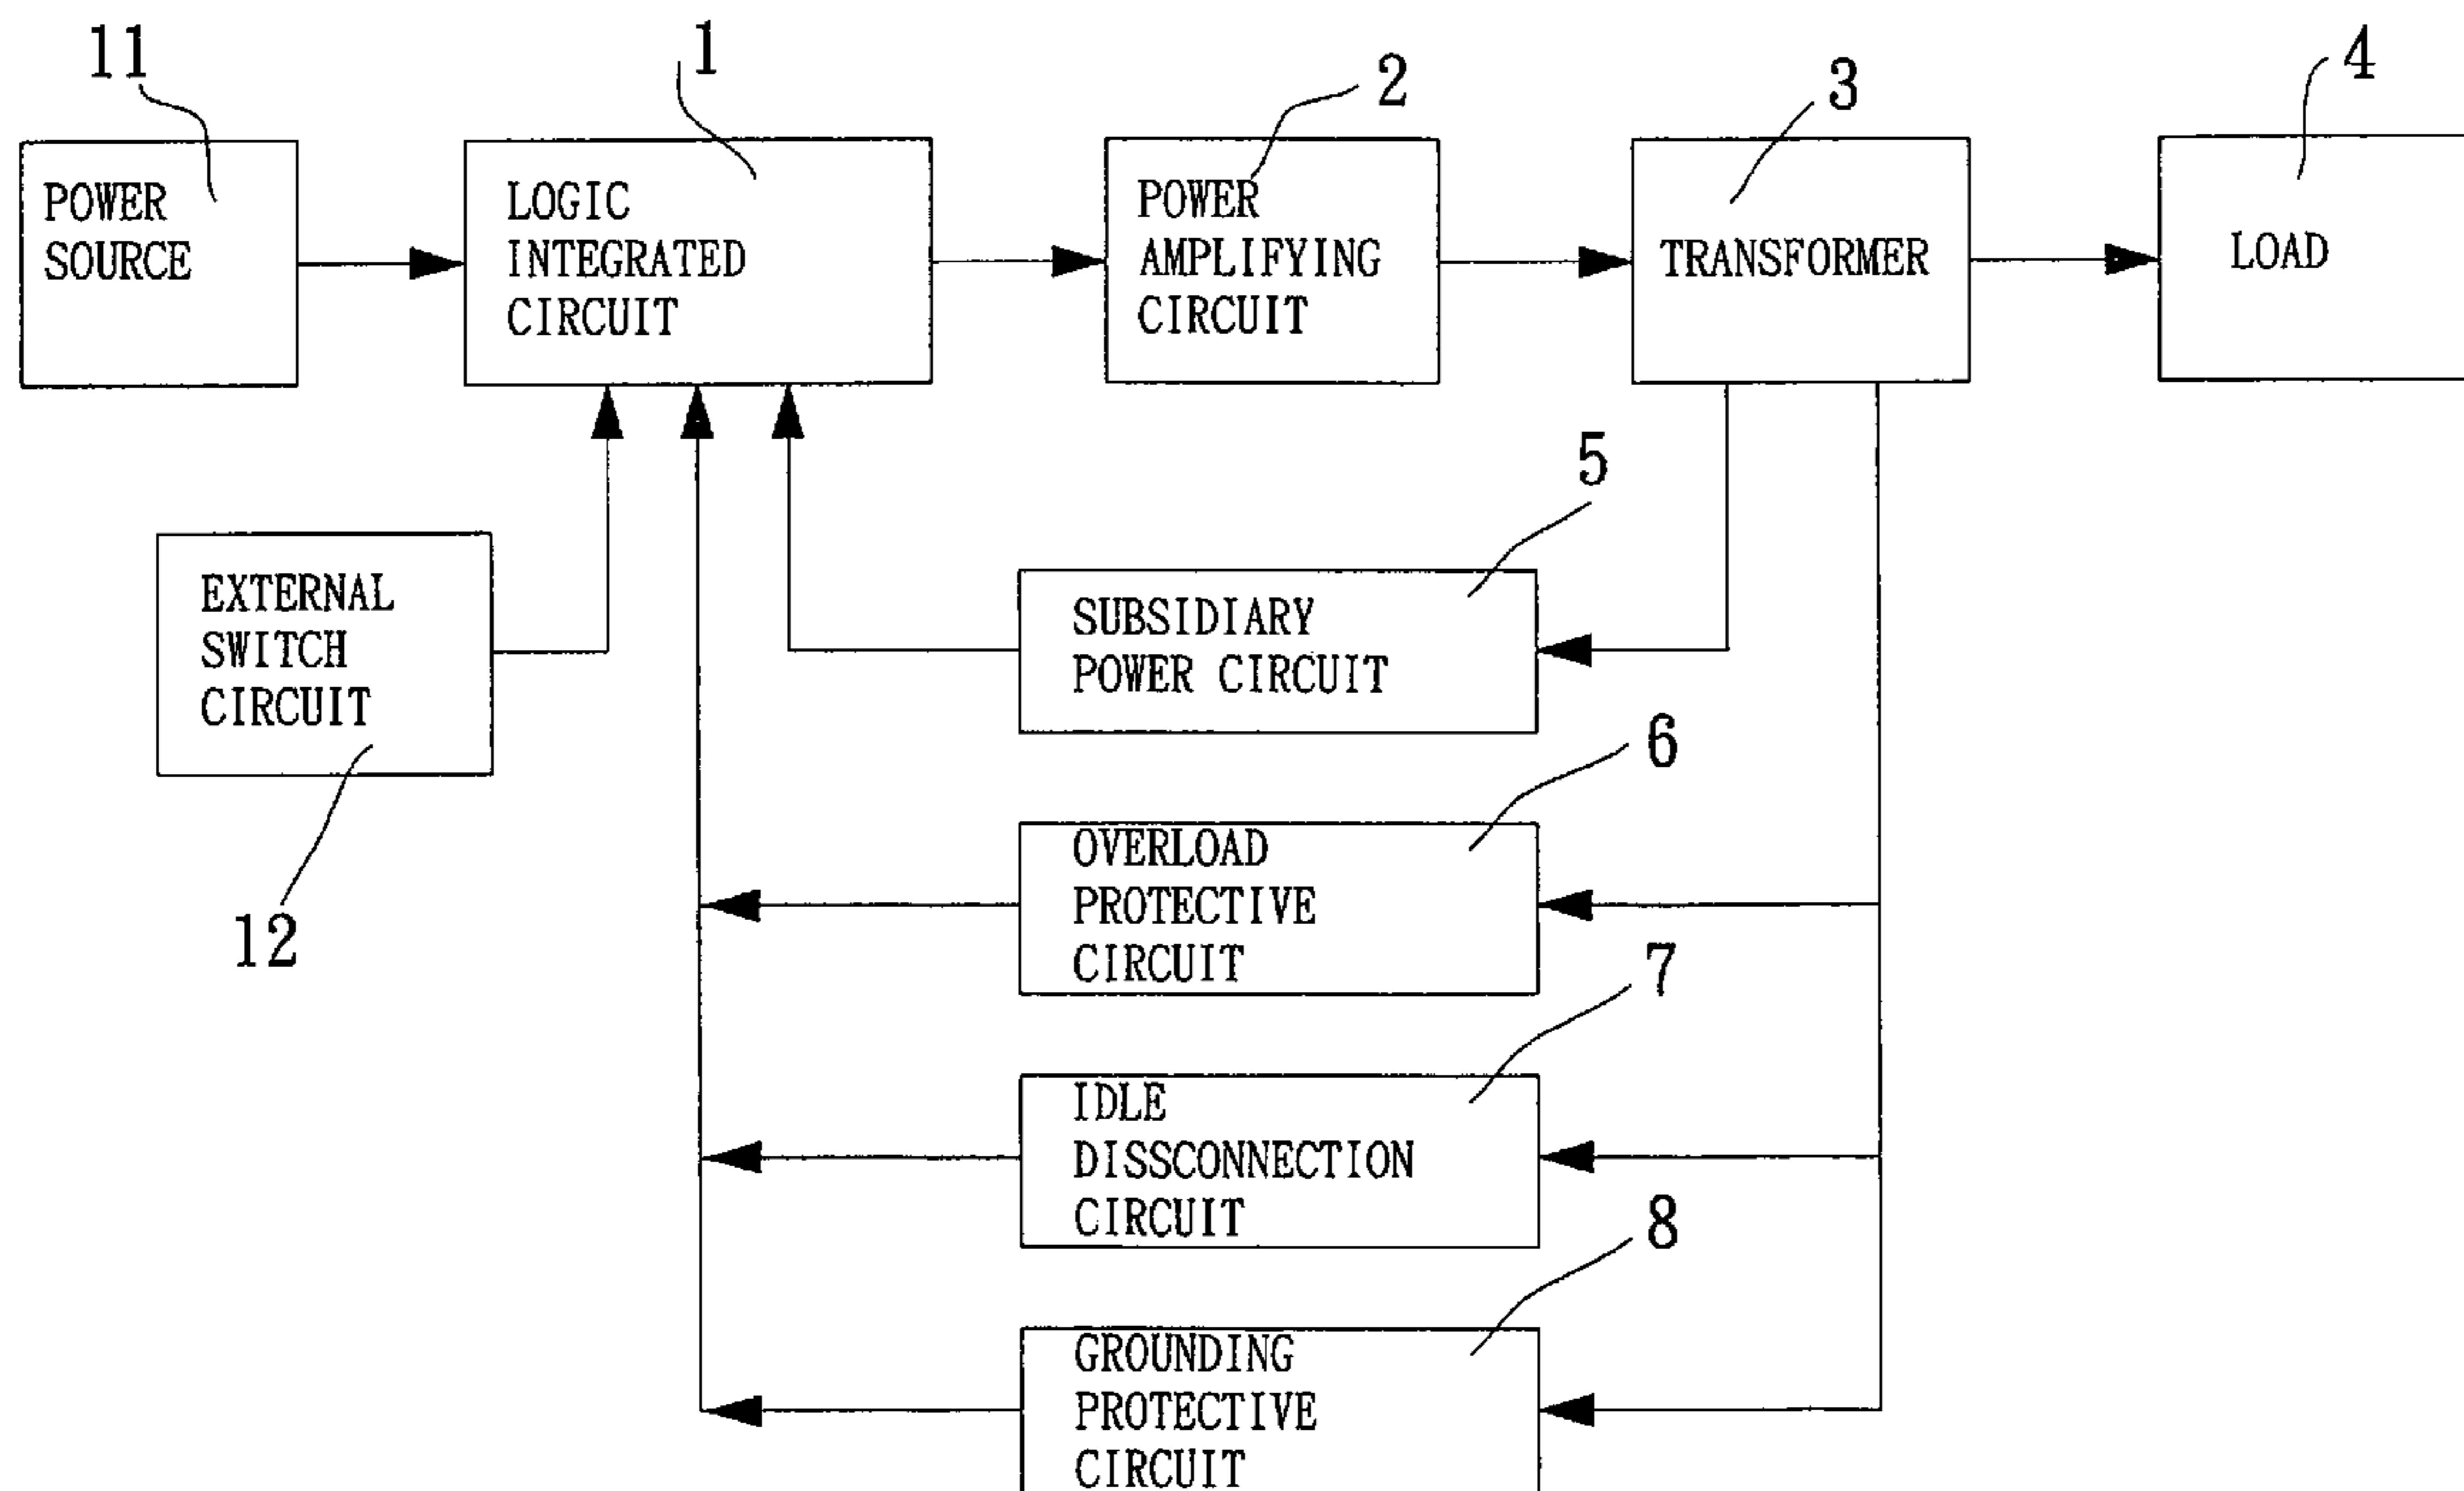 11
1
2
3
4
POWER
SOURCE
LOGIC
INTEGRATED
CIRCUIT
POWER
AMPLIFYING
CIRCUIT
TRANSFORMER
LOAD
5
EXTERNAL
SWITCH
CIRCUIT
12
SUBSIDIARY
POWER CIRCUIT
6
OVERLOAD
PROTECTIVE
CIRCUIT
7
IDLE
DISSCONNECTION
CIRCUIT
8
GROUNDING
PROTECTIVE
CIRCUIT